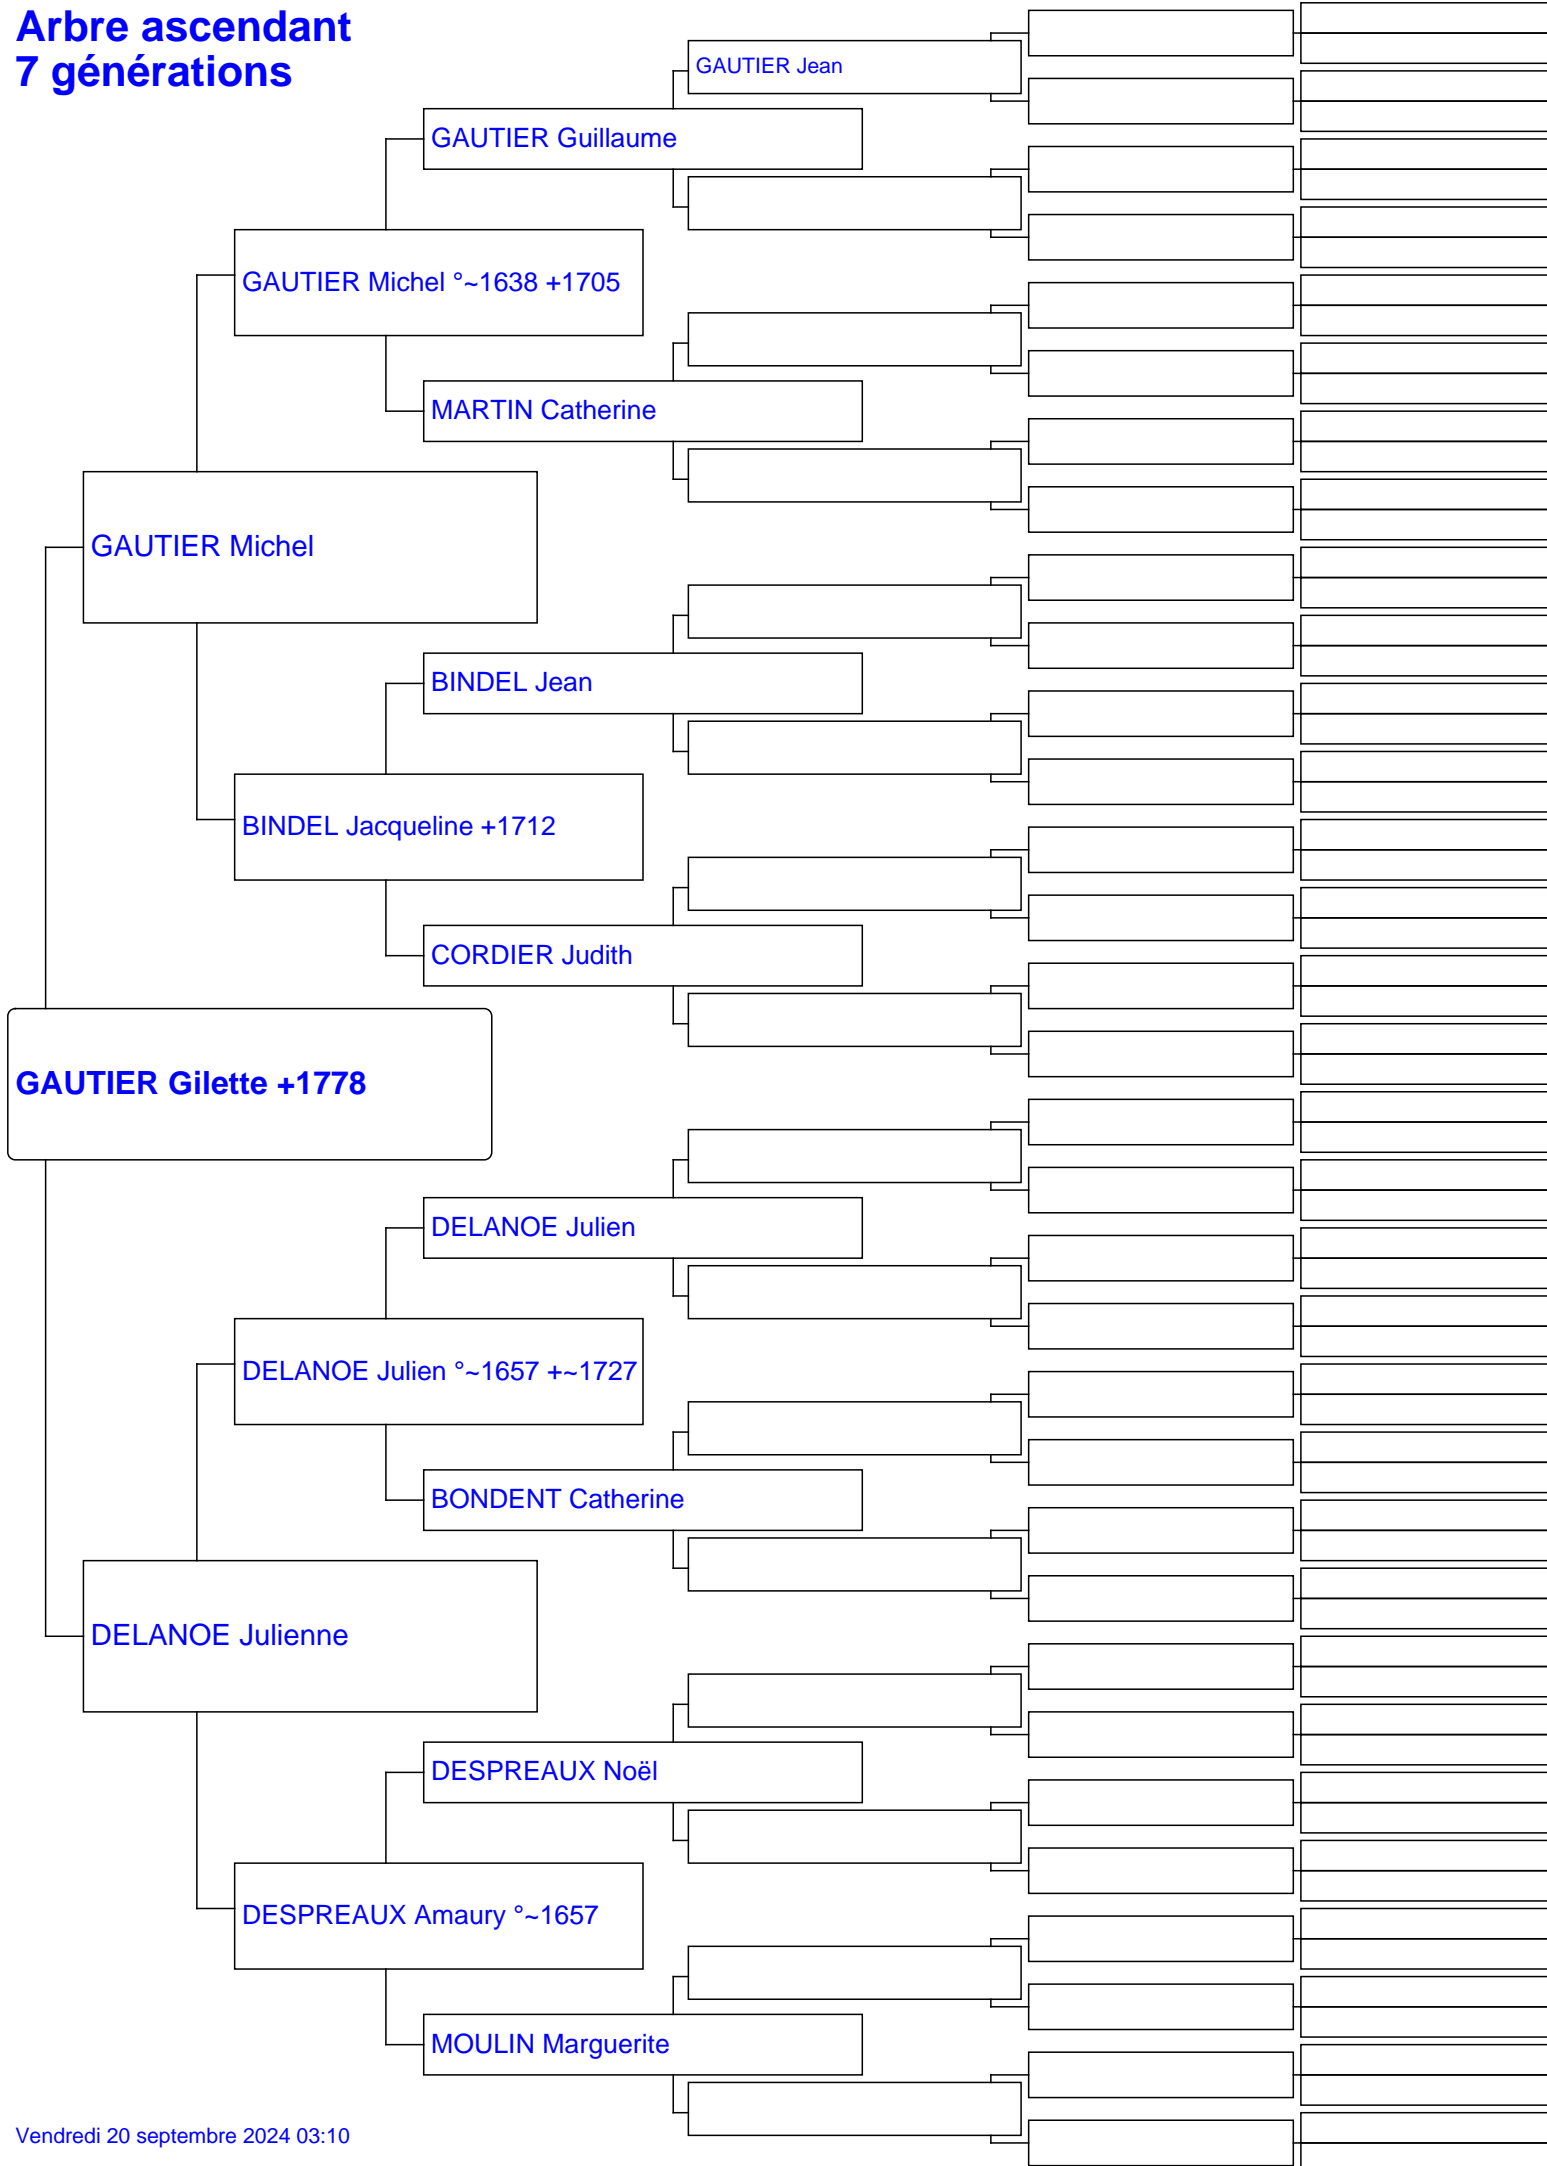 Arbre ascendant
7 générations
GAUTIER Jean
GAUTIER Guillaume
GAUTIER Michel °~1638 +1705
MARTIN Catherine
GAUTIER Michel
BINDEL Jean
BINDEL Jacqueline +1712
CORDIER Judith
GAUTIER Gilette +1778
DELANOE Julien
DELANOE Julien °~1657 +~1727
BONDENT Catherine
DELANOE Julienne
DESPREAUX Noël
DESPREAUX Amaury °~1657
MOULIN Marguerite
Vendredi 20 septembre 2024 03:10